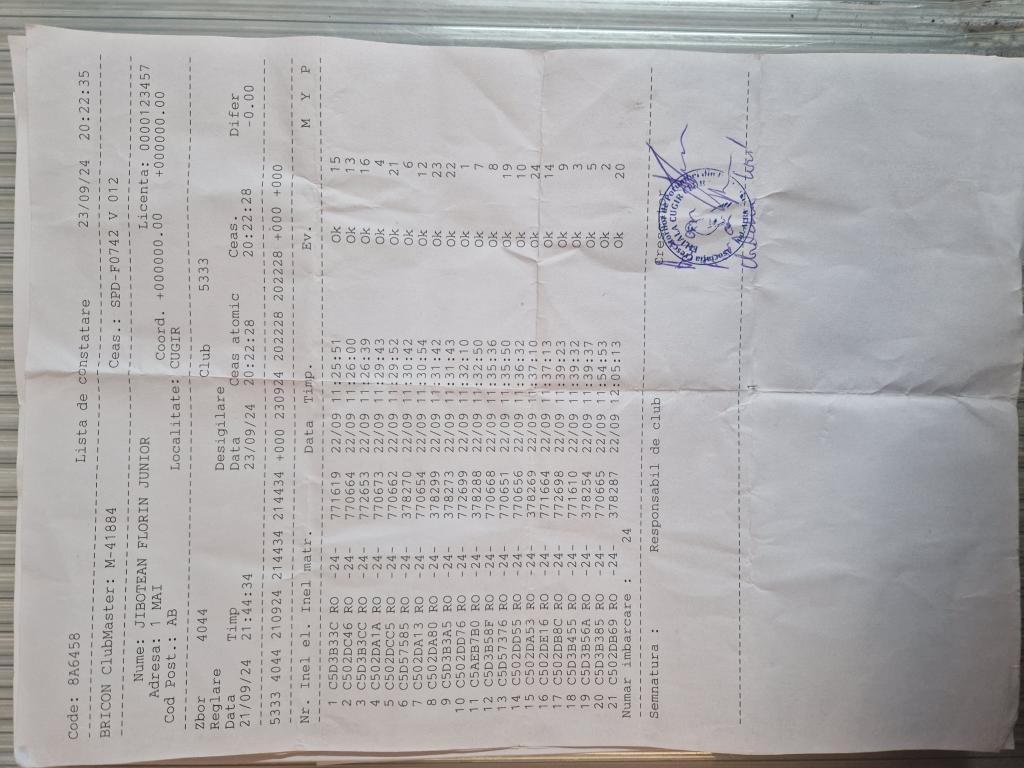 Code: 8A6458 Lista de constatare 23/09/24 20:22:35
BRICON ClubMaster: M-41884 Ceas.: SPD-F0742 V 012
Nume: JIBOTEAN FLORIN JUNIOR Licenta: 0000123457
Adresa: 1 MAI Coord. +000000.00 +000000.00
Cod Post.: AB Localitate: CUGIR
Zbor 4044 Club 5333
Reglare Desigilare
Data Timp Data Ceas atomic Ceas. Difer
21/09/24 21:44:34 23/09/24 20:22:28 20:22:28 -0.00
5333 4044 210924 214434 214434 +000 230924 202228 202228 +000 +000
Nr. Inel el. Inel matr. Data Timp. Ev. M Y P
1 C5D3B33C RO -24- 771619 22/09 11:25:51 Ok 15
2 C502DC46 RO -24- 770664 22/09 11:26:00 Ok 13
3 C5D3B3CC RO -24- 772653 22/09 11:26:39 Ok 16
4 C502DA1A RO -24- 770673 22/09 11:29:43 Ok 4
5 C502DCC5 RO -24- 770662 22/09 11:29:52 Ok 21
6 C5D57585 RO -24- 378270 22/09 11:30:42 Ok 6
7 C502DA13 RO -24- 770654 22/09 11:30:54 Ok 12
8 C502DA80 RO -24- 378299 22/09 11:31:42 Ok 23
9 C5D3B3A5 RO -24- 378273 22/09 11:31:43 Ok 22
10 C502DD76 RO -24- 772699 22/09 11:32:10 Ok 1
11 C5AEB7B0 RO -24- 378288 22/09 11:32:50 Ok 7
12 C5D3B58F RO -24- 770668 22/09 11:35:36 Ok 8
13 C5D57376 RO -24- 770656 22/09 11:35:50 Ok 19
14 C502DD55 RO -24- 770651 22/09 11:36:32 Ok 10
15 C502DA53 RO -24- 378269 22/09 11:37:10 Ok 24
16 C502DE16 RO -24- 771664 22/09 11:37:13 Ok 14
17 C502DB8C RO -24- 772698 22/09 11:39:23 Ok 9
18 C5D3B455 RO -24- 771610 22/09 11:39:32 Ok 3
19 C5D3B56A RO -24- 378254 22/09 11:39:37 Ok 5
20 C5D3B385 RO -24- 770665 22/09 11:54:53 Ok 2
21 C502DB69 RO -24- 378287 22/09 12:05:13 Ok 20
Numar imbarcare : 24
Semnatura : Responsabil de club
CUGIR